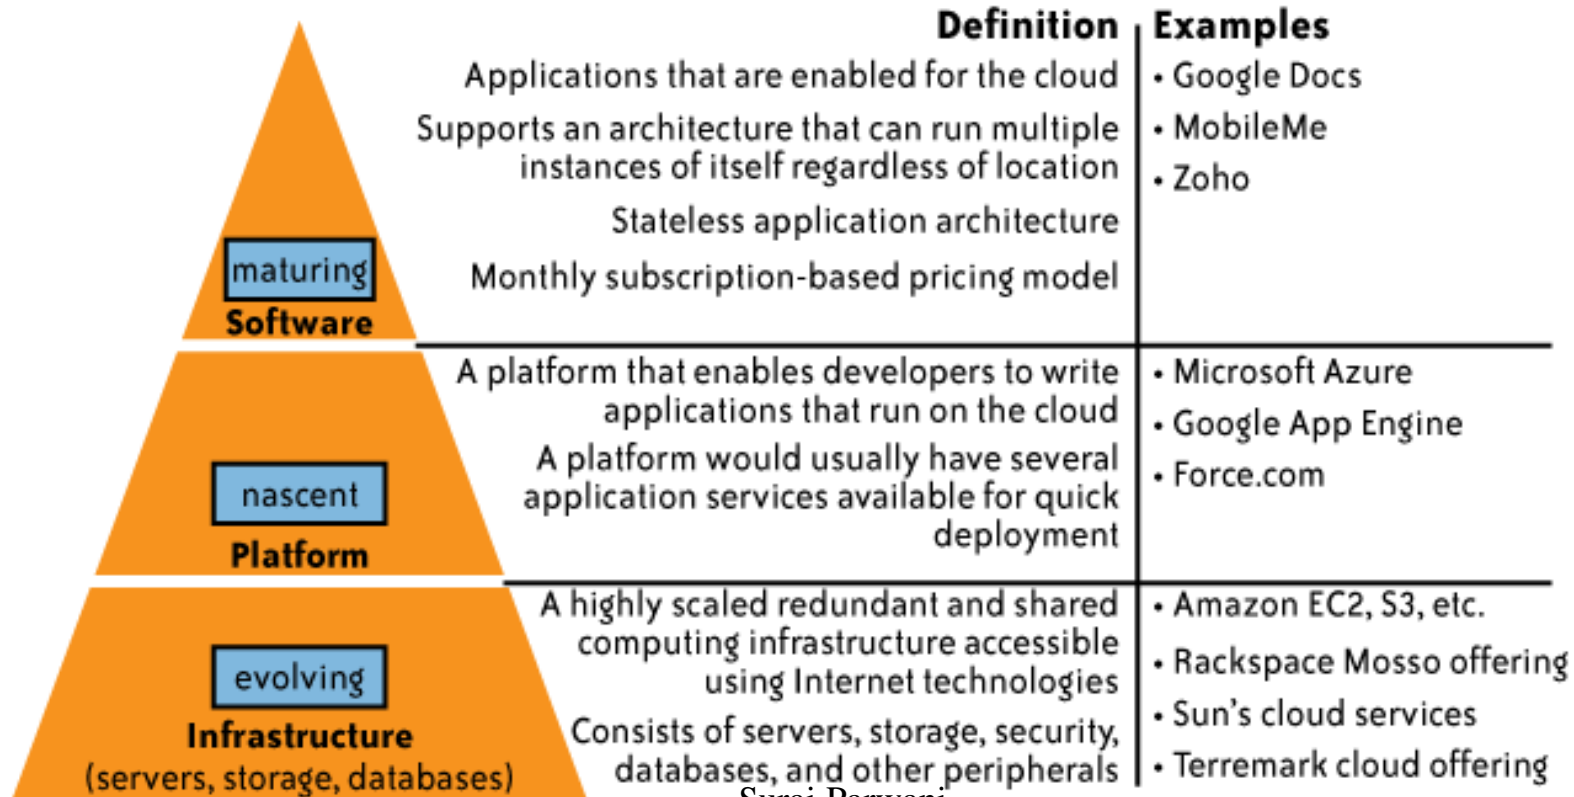 Definition
Examples
Applications that are enabled for the cloud
Supports an architecture that can run multiple
instances of itself regardless of location
Stateless application architecture
Monthly subscription-based pricing model
• Google Docs
• MobileMe
• Zoho
maturing
Software
A platform that enables developers to write
applications that run on the cloud
A platform would usually have several
application services available for quick
deployment
• Microsoft Azure
• Google App Engine
• Force.com
nascent
Platform
A highly scaled redundant and shared
computing infrastructure accessible
using Internet technologies
Consists of servers, storage, security,
databases, and other peripherals
• Amazon EC2, S3, etc.
• Rackspace Mosso offering
• Sun's cloud services
• Terremark cloud offering
evolving
Infrastructure
(servers, storage, databases)
Suraj Parwani